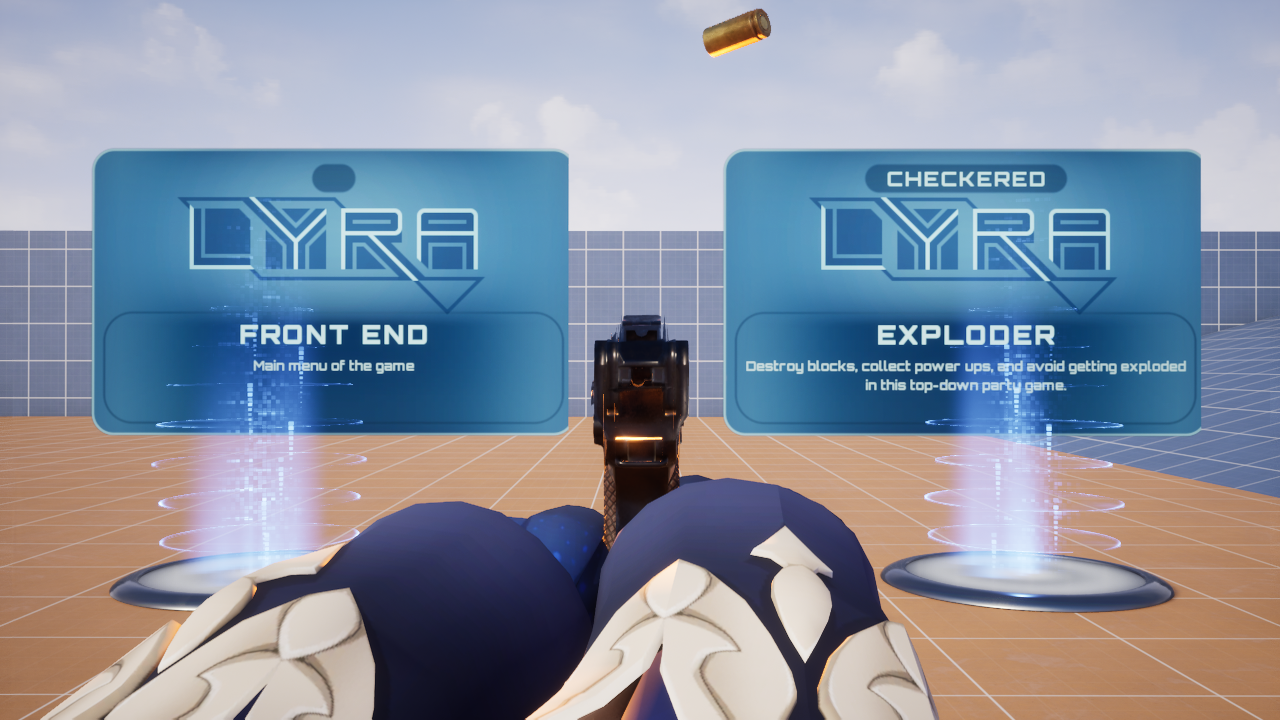 LYRA
FRONT END
Main menu of the game
CHECKERED
LYRA
EXPLODER
Destroy blocks, collect power ups, and avoid getting exploded
in this top-down party game.